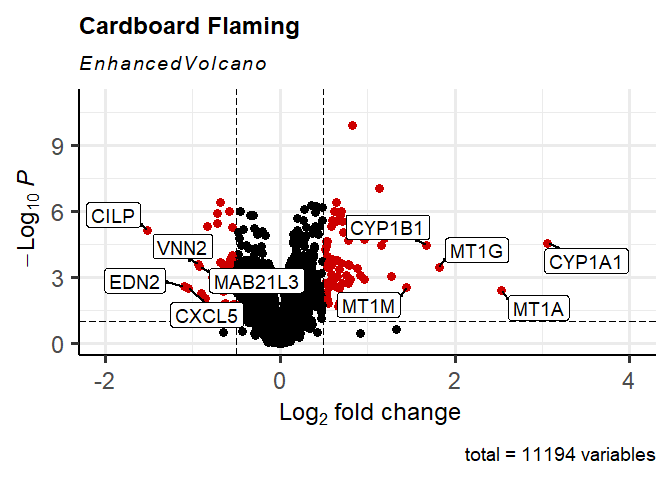 Cardboard Flaming
EnhancedVolcano
−Log10 P
9
6
3
0
CILP
VNN2
EDN2
MAB21L3
CXCL5
CYP1B1
MT1G
CYP1A1
MT1M
MT1A
-2 0 2 4
Log2 fold change
total = 11194 variables